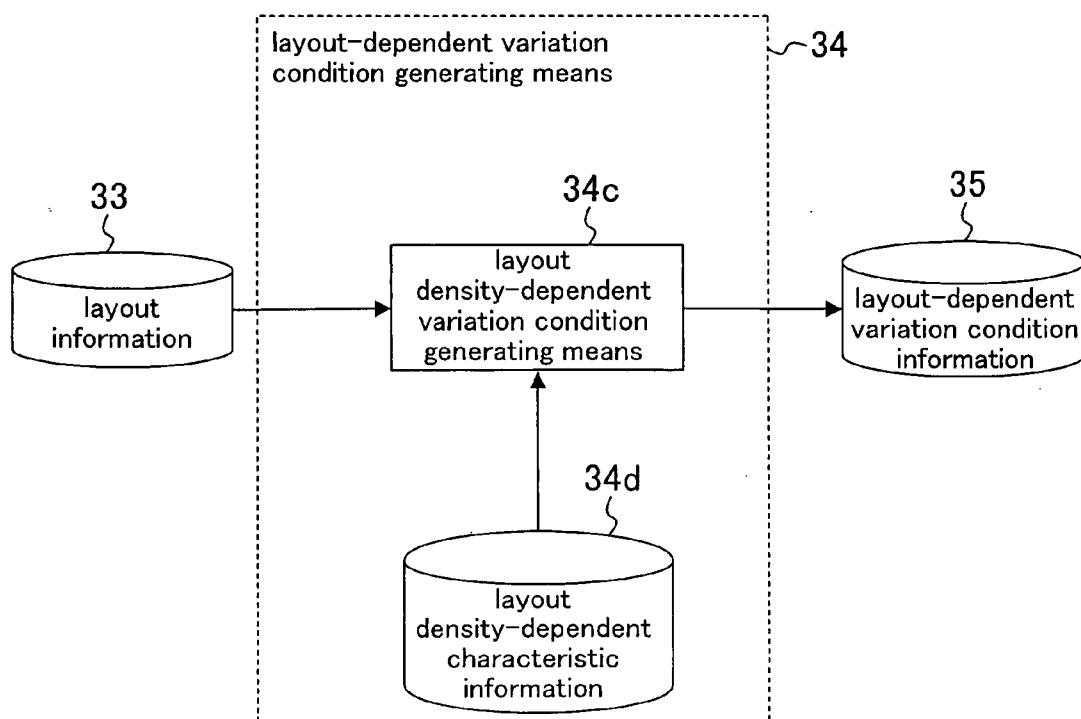 layout-dependent variation
condition generating means
34
33
layout
information
34c
layout
density-dependent
variation condition
generating means
35
layout-dependent
variation condition
information
34d
layout
density-dependent
characteristic
information